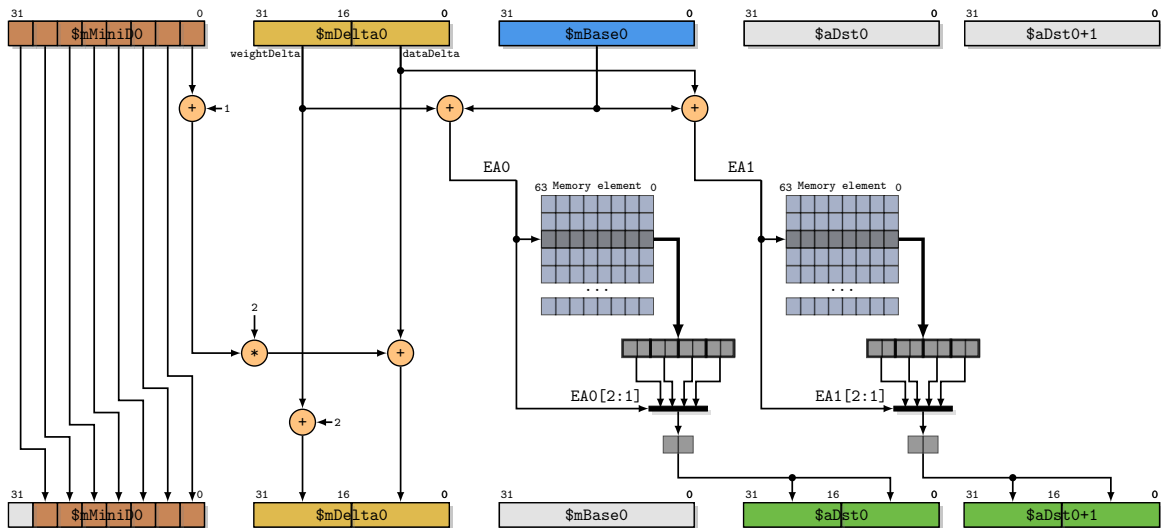 31 0 31 16 0 31 0 31 0 31 0
$mMiniD0 $mDelta0 $mBase0 $aDst0 $aDst0+1
weightDelta dataDelta
+ 1 + +
EA0 EA1
63 Memory element 0 63 Memory element 0
... ...
2
* +
EA0[2:1] EA1[2:1]
+ 2
31 0 31 16 0 31 0 31 16 0 31 16 0
$mMiniD0 $mDelta0 $mBase0 $aDst0 $aDst0+1